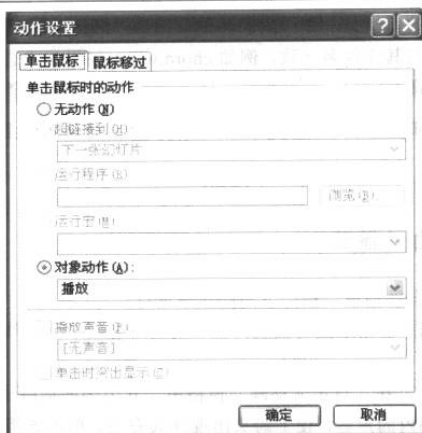 动作设置
单击鼠标 鼠标移过
单击鼠标时的动作
无动作(N)
超链接到(H)
下一张幻灯片
运行程序(R)
浏览(B)
运行宏(M)
对象动作(A):
播放
播放声音(P)
[无声音]
单击时突出显示(C)
确定 取消